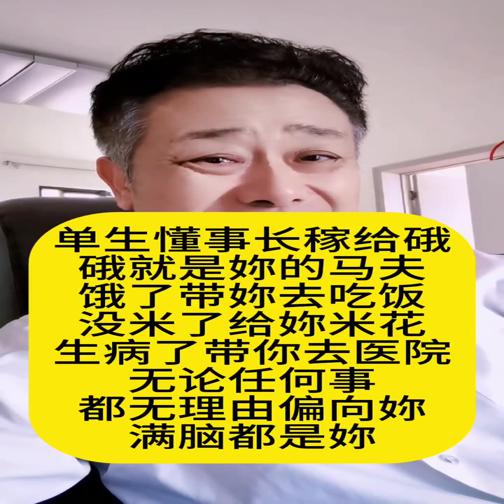 单生懂事长稼给硪
硪就是妳的马夫
饿了带妳去吃饭
没米了给妳米花
生病了带你去医院
无论任何事
都无理由偏向妳
满脑都是妳